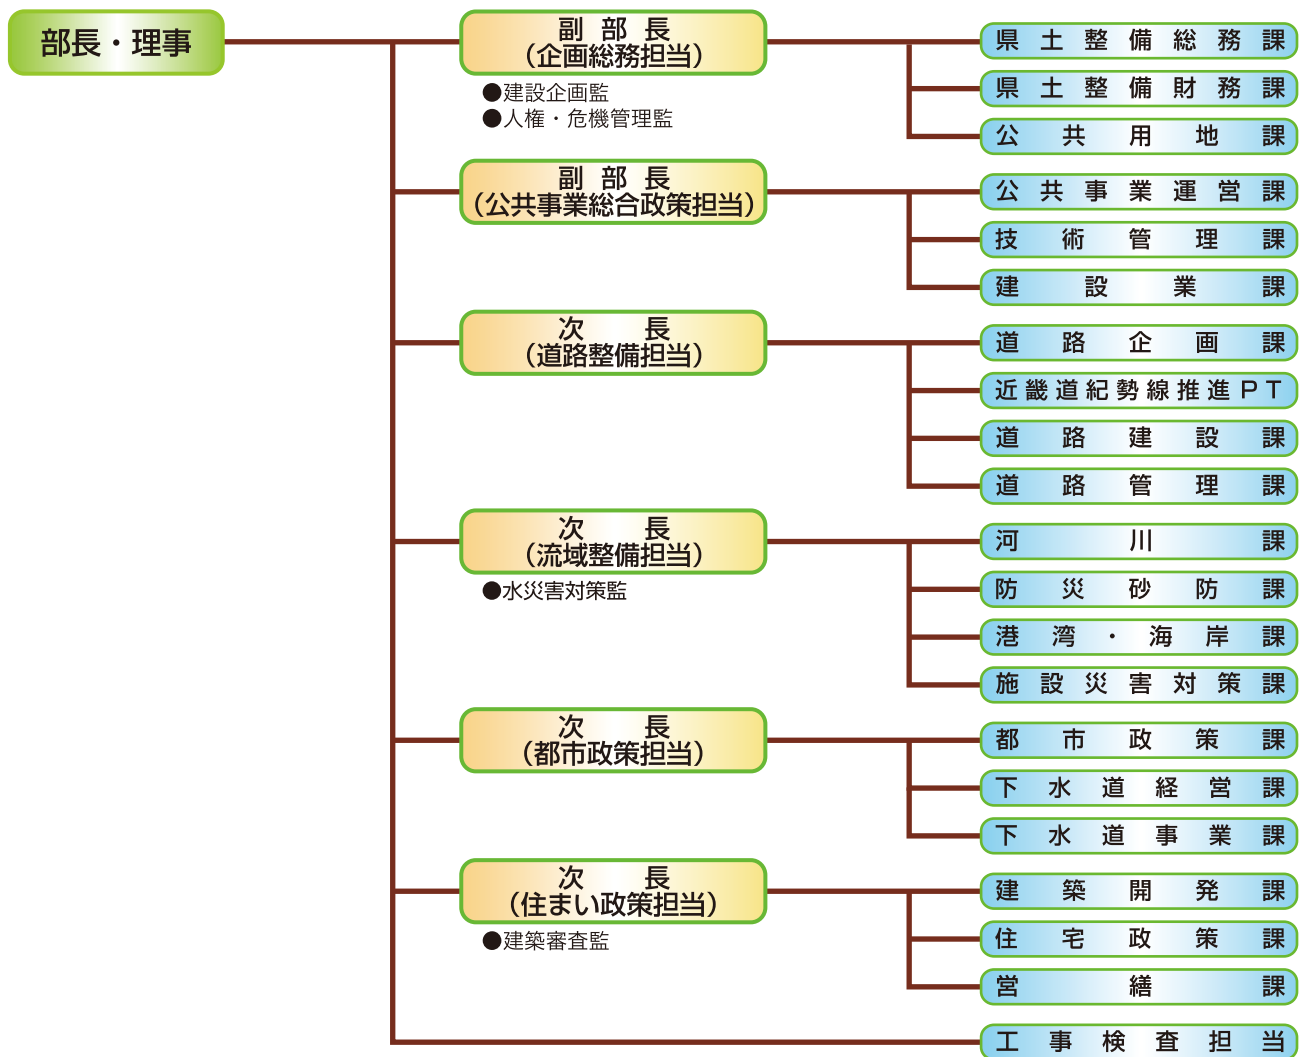 部長・理事
副部長
（企画総務担当）
●建設企画監
●人権・危機管理監
県土整備総務課
県土整備財務課
公共用地課
副部長
（公共事業総合政策担当）
公共事業運営課
技術管理課
建設業課
次長
（道路整備担当）
道路企画課
近畿道紀勢線推進PT
道路建設課
道路管理課
次長
（流域整備担当）
●水災害対策監
河川課
防災砂防課
港湾・海岸課
施設災害対策課
次長
（都市政策担当）
都市政策課
下水道経営課
下水道事業課
次長
（住まい政策担当）
●建築審査監
建築開発課
住宅政策課
営繕課
工事検査担当